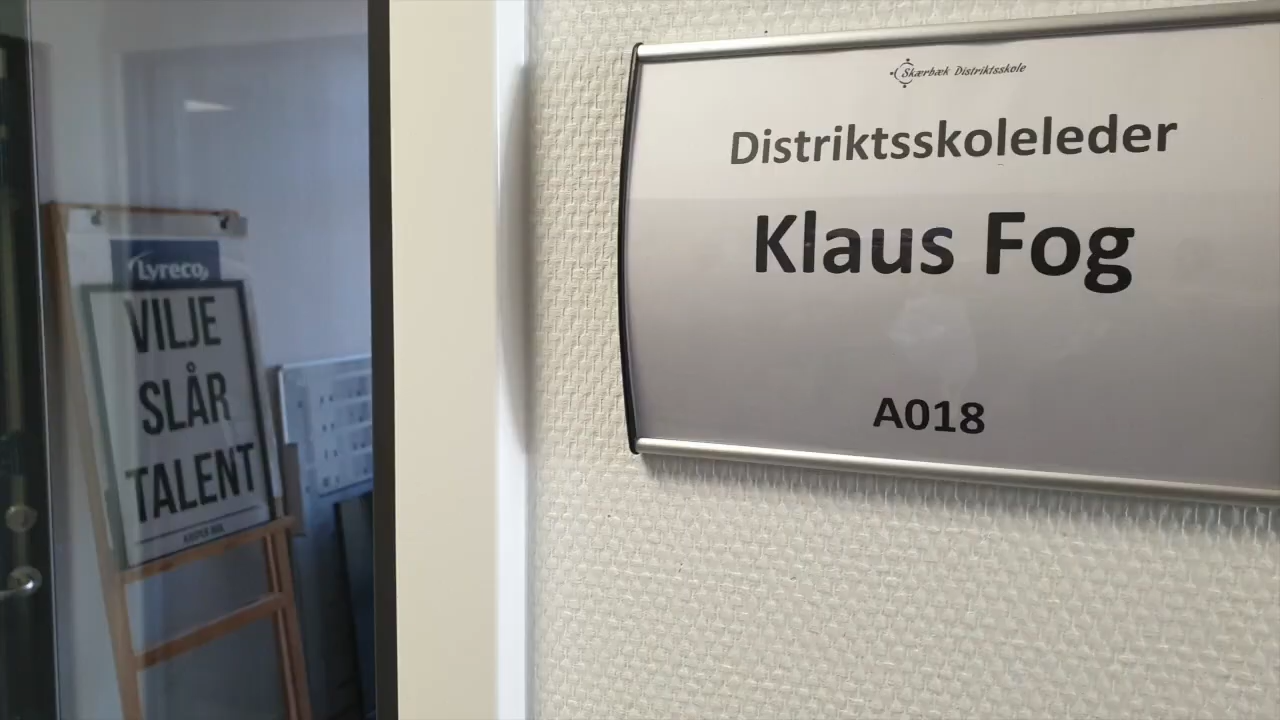 Skærbæk Distriktsskole
Distriktsskoleleder
Klaus Fog
A018
Lyreco
VILJE
SLÅR
TALENT